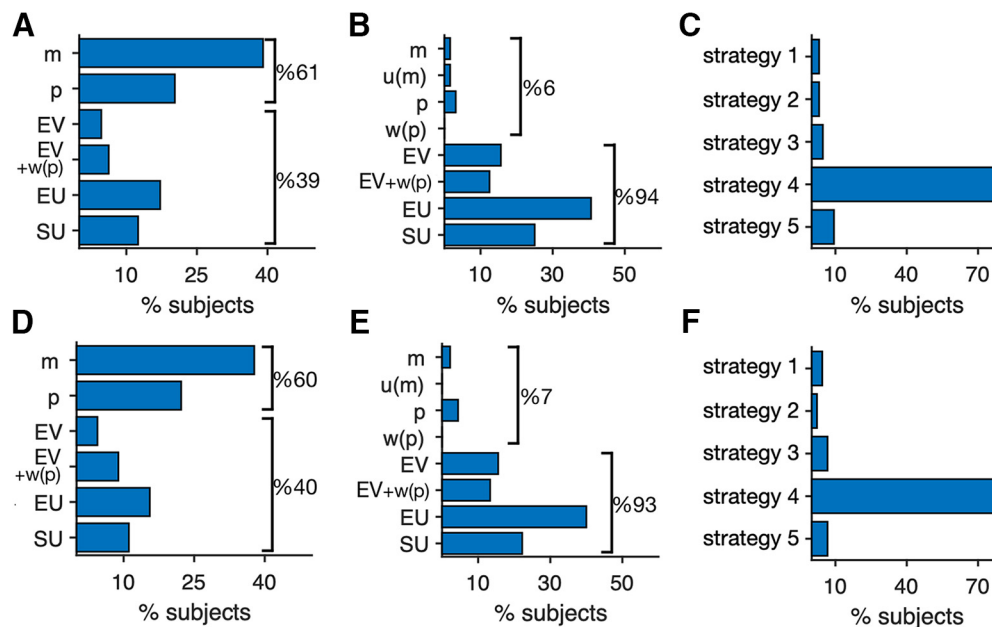 A
m
p
EV
EV
+w(p)
EU
SU
%61
%39
10 25 40
% subjects
B
m
u(m)
p
w(p)
EV
EV+w(p)
EU
SU
%6
%94
10 30 50
% subjects
C
strategy 1
strategy 2
strategy 3
strategy 4
strategy 5
10 40 70
% subjects
D
m
p
EV
EV
+w(p)
EU
SU
%60
%40
10 25 40
% subjects
E
m
u(m)
p
w(p)
EV
EV+w(p)
EU
SU
%7
%93
10 30 50
% subjects
F
strategy 1
strategy 2
strategy 3
strategy 4
strategy 5
10 40 70
% subjects